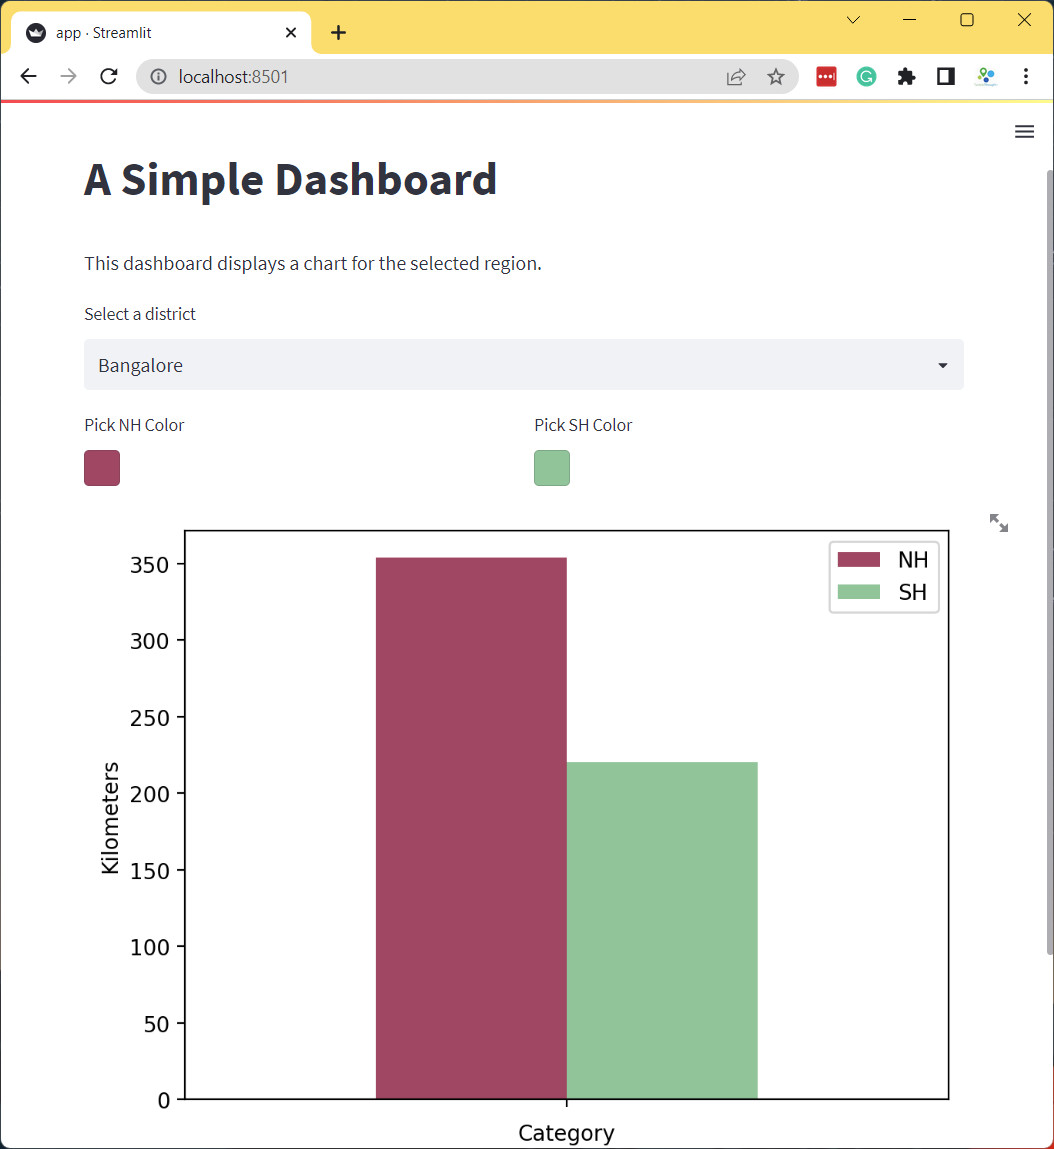 app · Streamlit
localhost:8501
A Simple Dashboard
This dashboard displays a chart for the selected region.
Select a district
Bangalore
Pick NH Color Pick SH Color
NH
SH
350
300
250
200
150
100
50
0
Kilometers
Category